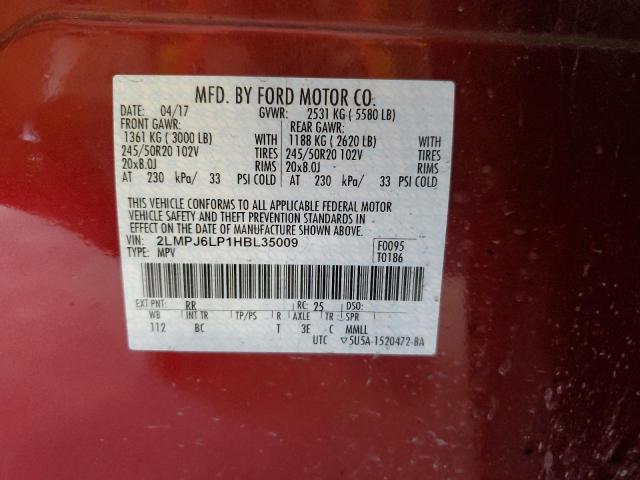 MFD. BY FORD MOTOR CO.
DATE: 04/17 GVWR: 2531 KG ( 5580 LB)
FRONT GAWR: REAR GAWR:
1361 KG ( 3000 LB) WITH 1188 KG ( 2620 LB) WITH
245/50R20 102V TIRES 245/50R20 102V TIRES
20x8.0J RIMS 20x8.0J RIMS
AT 230 kPa/ 33 PSI COLD AT 230 kPa/ 33 PSI COLD
THIS VEHICLE CONFORMS TO ALL APPLICABLE FEDERAL MOTOR
VEHICLE SAFETY AND THEFT PREVENTION STANDARDS IN
EFFECT ON THE DATE OF MANUFACTURE SHOWN ABOVE.
VIN: 2LMPJ6LP1HBL35009 F0095
TYPE: MPV T0186
EXT PNT: RR RC: 25 DSO:
WB INT TR TP/PS R AXLE TR SPR
112 BC T 3E C MMLL
UTC ▽5U5A-1520472-BA